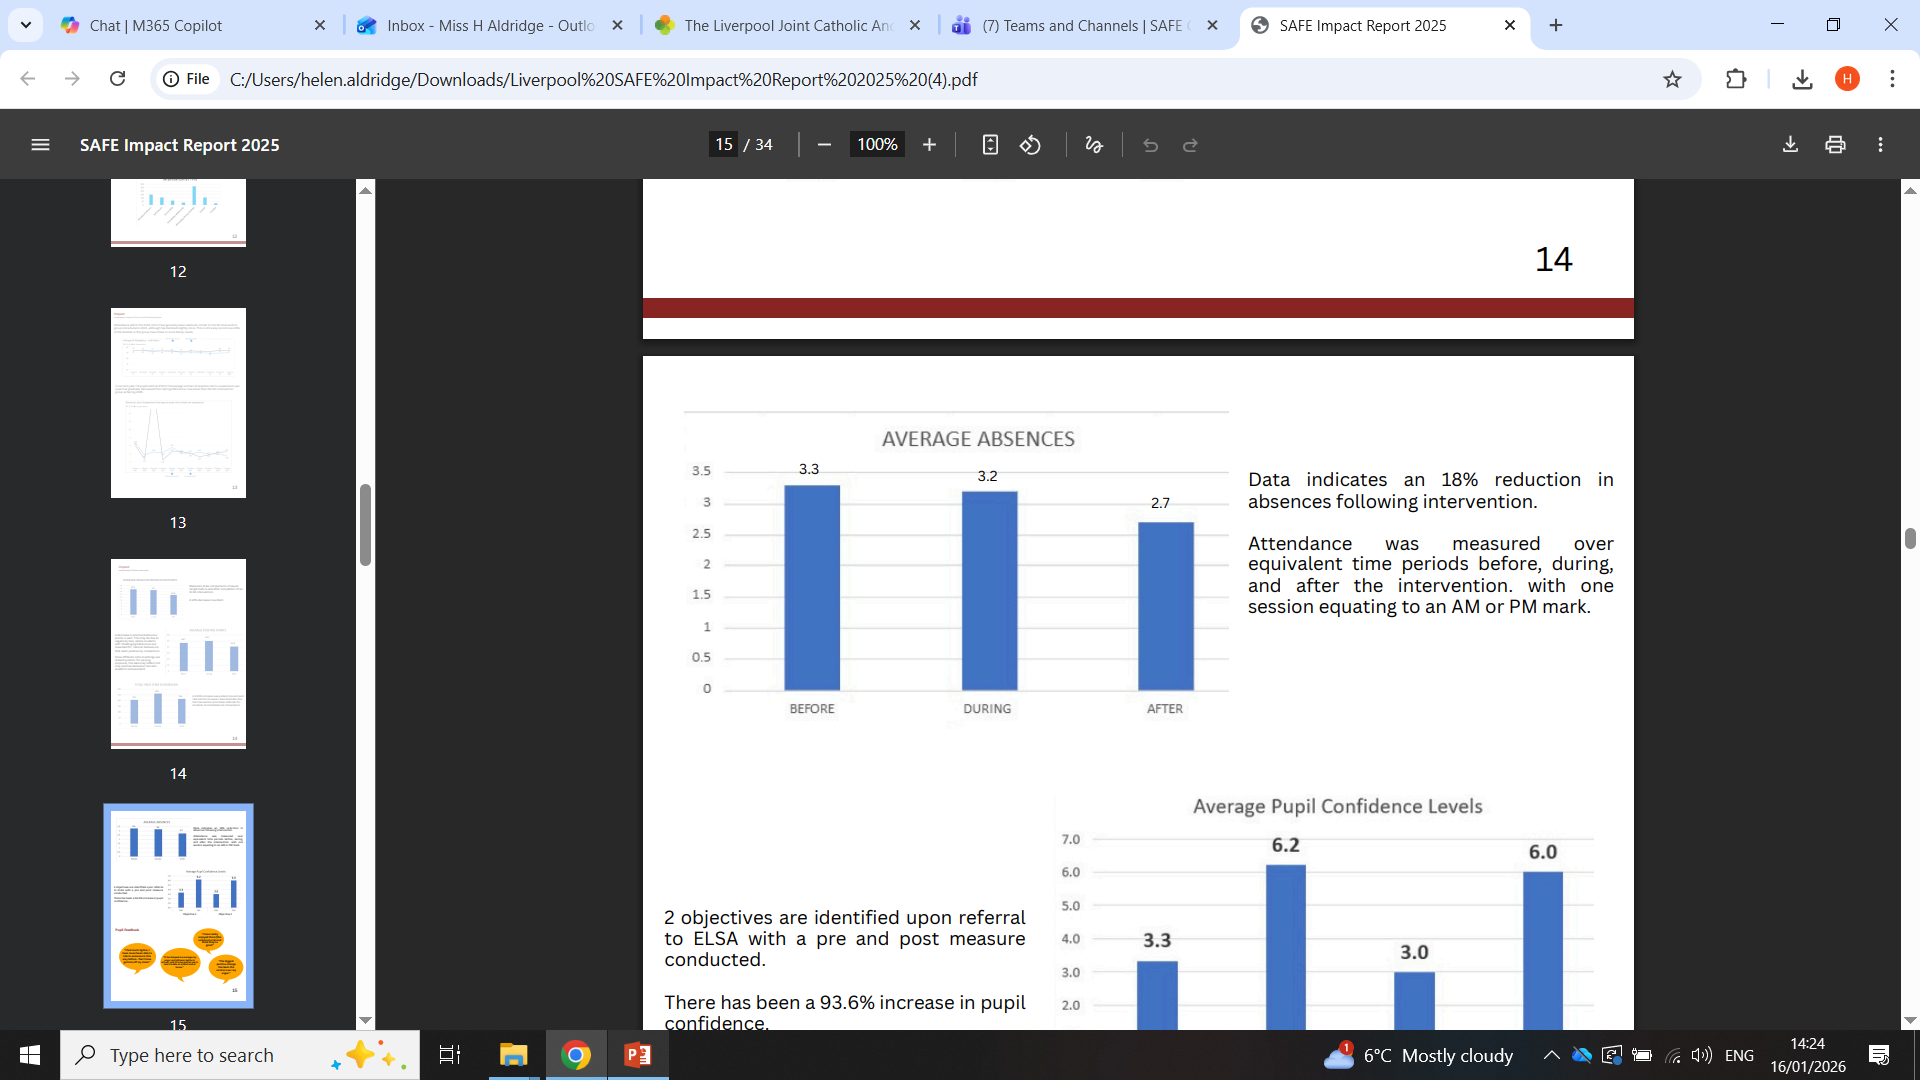 Chat | M365 Copilot
Inbox - Miss H Aldridge - Outlo
The Liverpool Joint Catholic An
(7) Teams and Channels | SAFE
SAFE Impact Report 2025
File
C:/Users/helen.aldridge/Downloads/Liverpool%20SAFE%20Impact%20Report%202025%20(4).pdf
H
SAFE Impact Report 2025
15 / 34
100%
12
13
14
15
14
AVERAGE ABSENCES
3.5
3
2.5
2
1.5
1
0.5
0
3.3
3.2
2.7
BEFORE
DURING
AFTER
Data indicates an 18% reduction in
absences following intervention.
Attendance was measured over
equivalent time periods before, during,
and after the intervention. with one
session equating to an AM or PM mark.
Average Pupil Confidence Levels
7.0
6.0
5.0
4.0
3.0
2.0
3.3
6.2
3.0
6.0
2 objectives are identified upon referral
to ELSA with a pre and post measure
conducted.
There has been a 93.6% increase in pupil
confidence.
Type here to search
1
6°C Mostly cloudy
ENG
14:24
16/01/2026